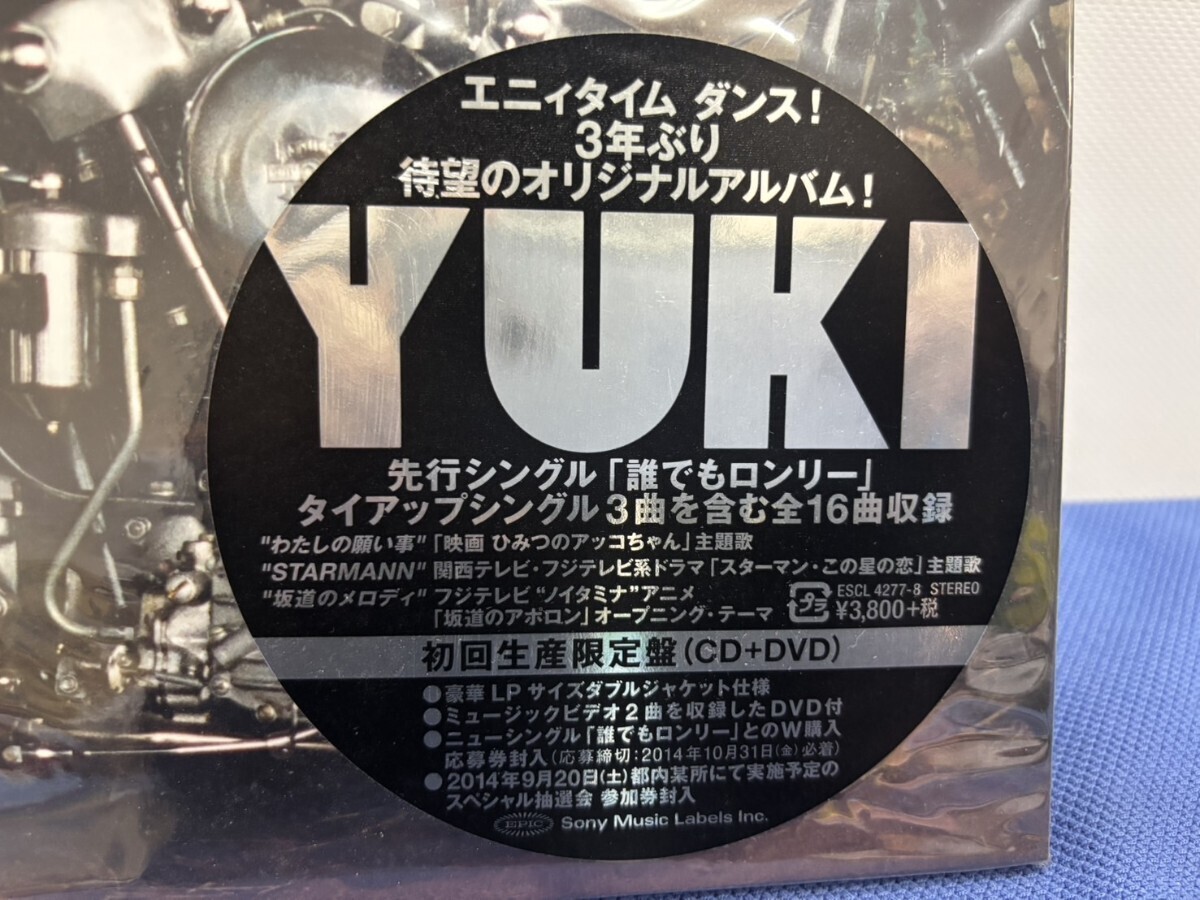 エニィタイム ダンス!
3年ぶり
待望のオリジナルアルバム!
YUKI
先行シングル「誰でもロンリー」
タイアップシングル3曲を含む全16曲収録
"わたしの願い事"「映画 ひみつのアッコちゃん」主題歌
"STARMANN" 関西テレビ・フジテレビ系ドラマ「スターマン・この星の恋」主題歌
"坂道のメロディ" フジテレビ "ノイタミナ" アニメ
「坂道のアポロン」オープニング・テーマ
プラ
ESCL 4277-8 STEREO
¥3,800+税
初回生産限定盤(CD+DVD)
●豪華LPサイズダブルジャケット仕様
●ミュージックビデオ2曲を収録したDVD付
●ニューシングル「誰でもロンリー」とのW購入
応募券封入(応募締切:2014年10月31日(金)必着)
●2014年9月20日(土)都内某所にて実施予定の
スペシャル抽選会 参加券封入
EPIC Sony Music Labels Inc.